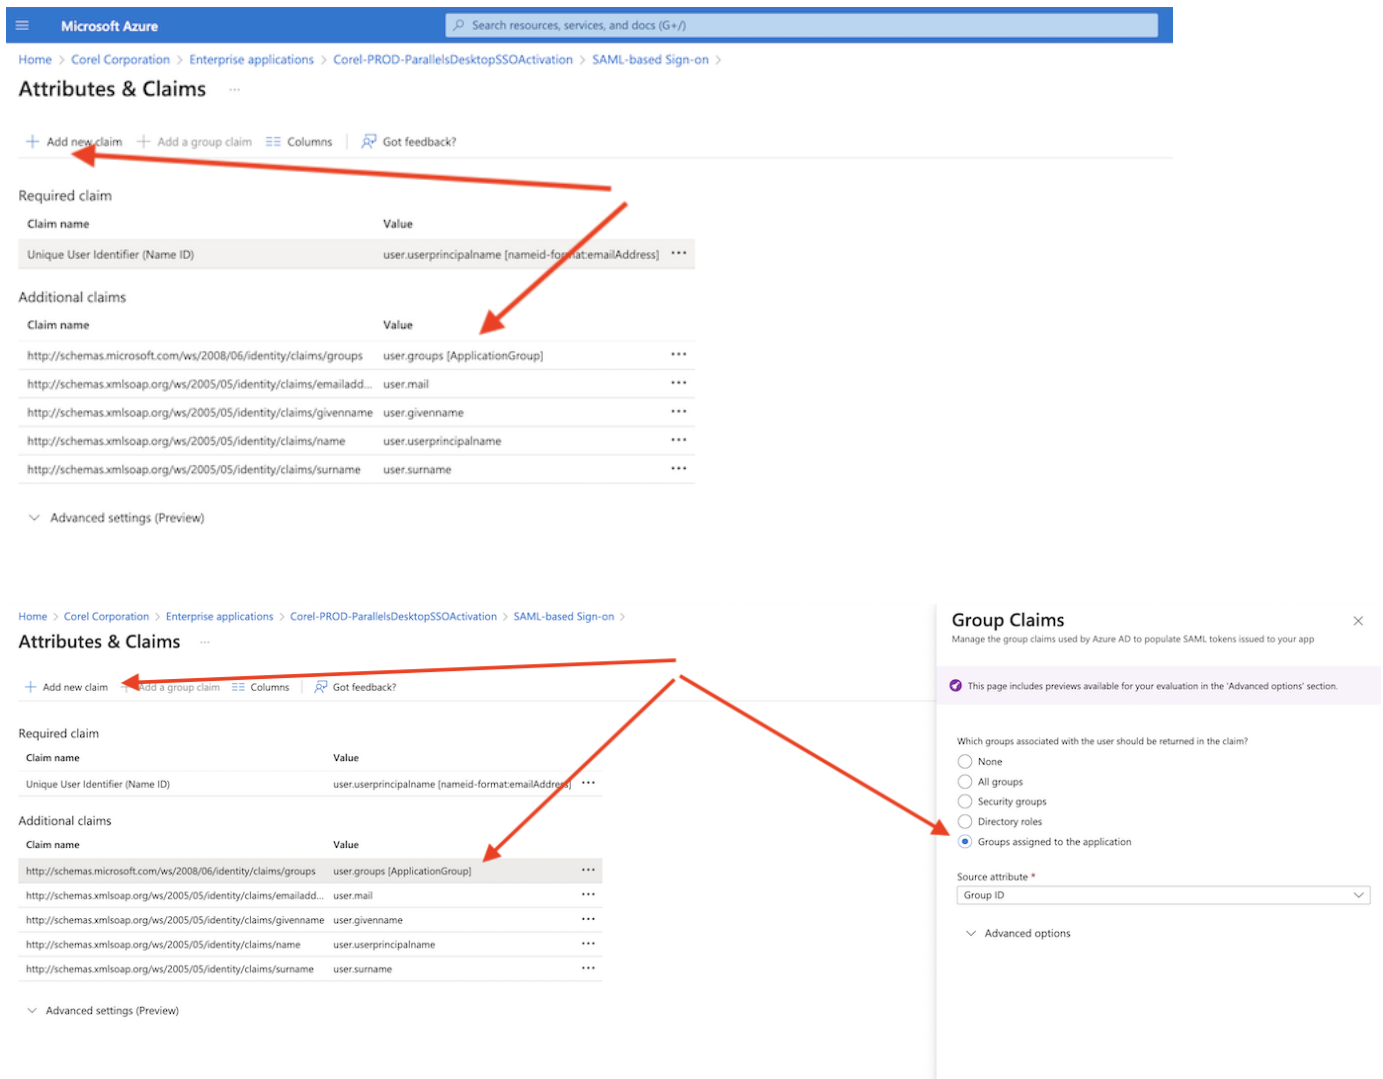 Microsoft Azure
Search resources, services, and docs (G+/)
Home > Corel Corporation > Enterprise applications > Corel-PROD-ParallelsDesktopSSOActivation > SAML-based Sign-on >
Attributes & Claims ...
+ Add new claim + Add a group claim Columns Got feedback?
Required claim
Claim name Value
Unique User Identifier (Name ID) user.userprincipalname [nameid-format:emailAddress] ...
Additional claims
Claim name Value
http://schemas.microsoft.com/ws/2008/06/identity/claims/groups user.groups [ApplicationGroup] ...
http://schemas.xmlsoap.org/ws/2005/05/identity/claims/emailadd... user.mail ...
http://schemas.xmlsoap.org/ws/2005/05/identity/claims/givenname user.givenname ...
http://schemas.xmlsoap.org/ws/2005/05/identity/claims/name user.userprincipalname ...
http://schemas.xmlsoap.org/ws/2005/05/identity/claims/surname user.surname ...
Advanced settings (Preview)
Home > Corel Corporation > Enterprise applications > Corel-PROD-ParallelsDesktopSSOActivation > SAML-based Sign-on >
Attributes & Claims ...
+ Add new claim + Add a group claim Columns Got feedback?
Required claim
Claim name Value
Unique User Identifier (Name ID) user.userprincipalname [nameid-format:emailAddress] ...
Additional claims
Claim name Value
http://schemas.microsoft.com/ws/2008/06/identity/claims/groups user.groups [ApplicationGroup] ...
http://schemas.xmlsoap.org/ws/2005/05/identity/claims/emailadd... user.mail ...
http://schemas.xmlsoap.org/ws/2005/05/identity/claims/givenname user.givenname ...
http://schemas.xmlsoap.org/ws/2005/05/identity/claims/name user.userprincipalname ...
http://schemas.xmlsoap.org/ws/2005/05/identity/claims/surname user.surname ...
Advanced settings (Preview)
Group Claims
Manage the group claims used by Azure AD to populate SAML tokens issued to your app
This page includes previews available for your evaluation in the 'Advanced options' section.
Which groups associated with the user should be returned in the claim?
None
All groups
Security groups
Directory roles
Groups assigned to the application
Source attribute *
Group ID
Advanced options